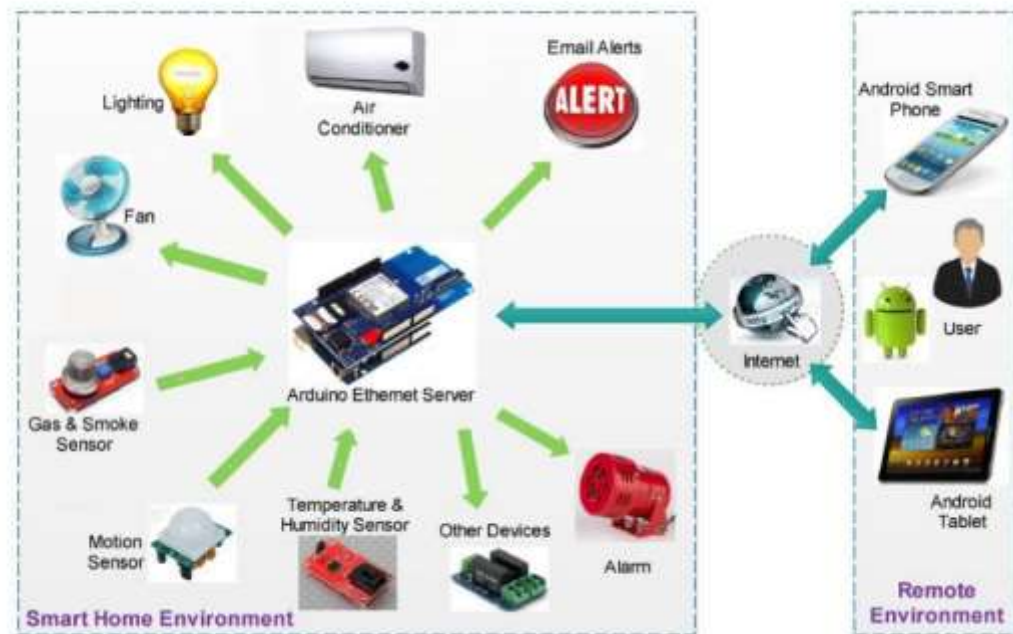 Email Alerts
ALERT
Lighting
Air
Conditioner
Android Smart
Phone
Fan
User
Internet
Arduino Ethernet Server
Gas & Smoke
Sensor
Temperature &
Humidity Sensor
Other Devices
Motion
Sensor
Alarm
Android
Tablet
Smart Home Environment
Remote
Environment